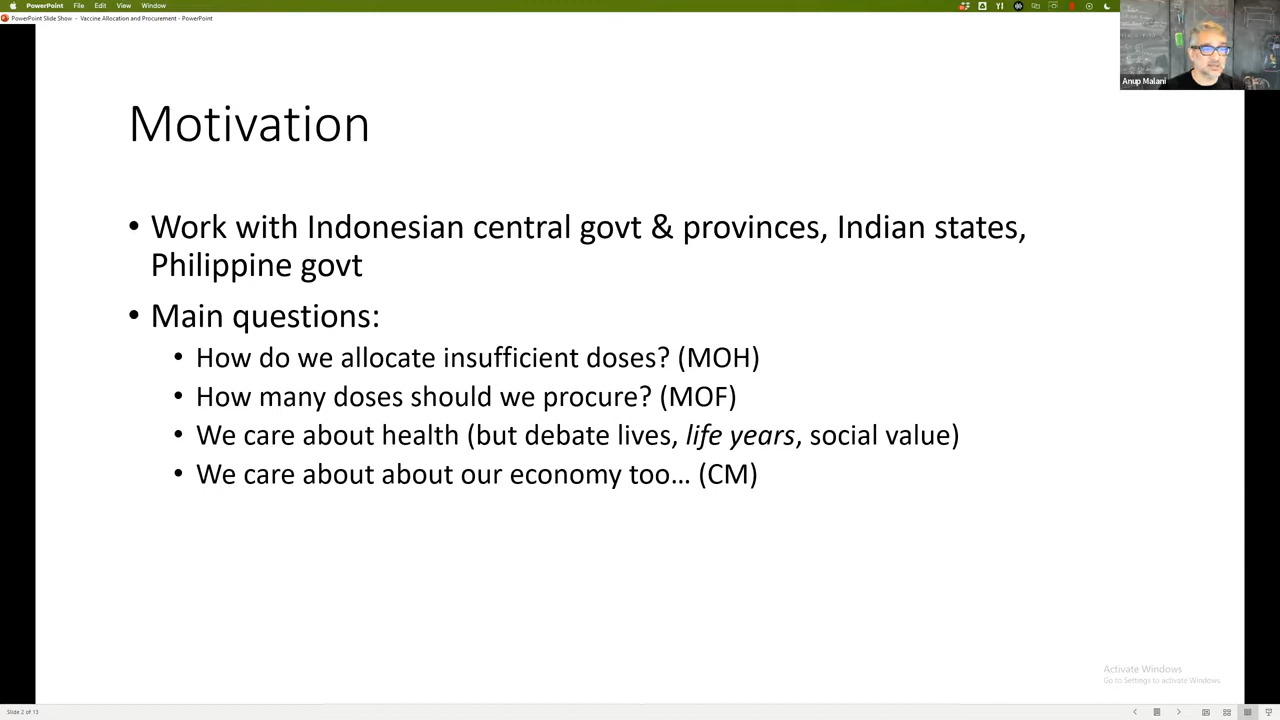 PowerPoint File Edit View Window
PowerPoint Slide Show - Vaccine Allocation and Procurement - PowerPoint
Anup Malani
Motivation
• Work with Indonesian central govt & provinces, Indian states,
Philippine govt
• Main questions:
• How do we allocate insufficient doses? (MOH)
• How many doses should we procure? (MOF)
• We care about health (but debate lives, life years, social value)
• We care about about our economy too… (CM)
Activate Windows
Go to Settings to activate Windows.
Slide 2 of 13